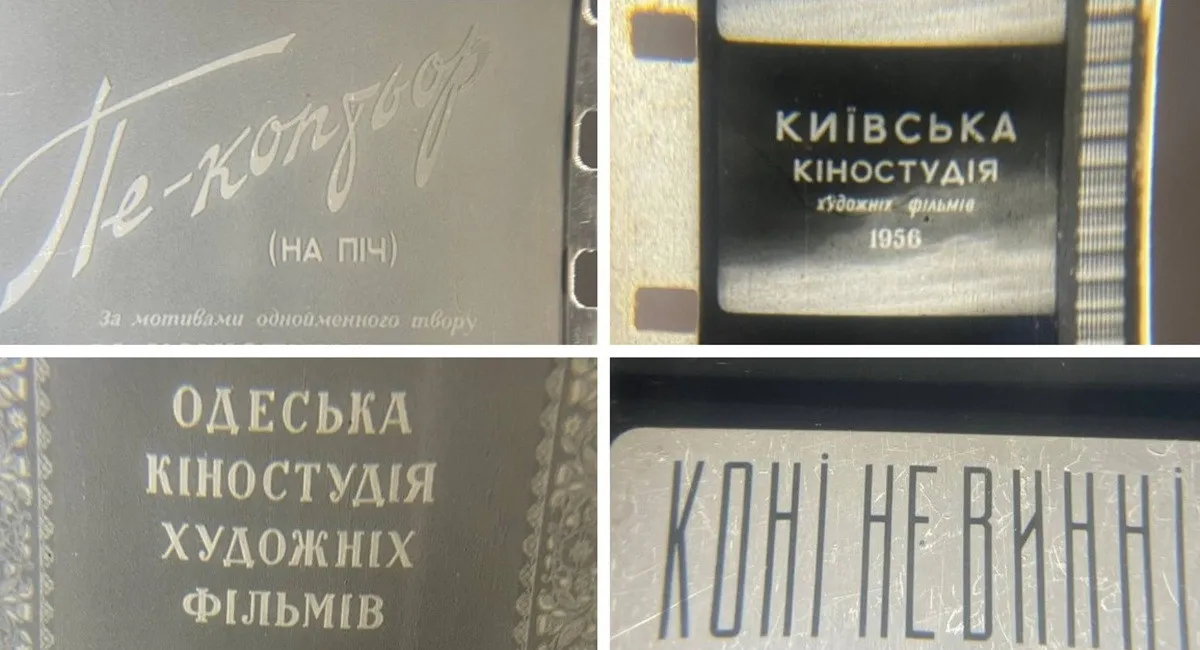 Пе-коптьор
(НА ПІЧ)
За мотивами однойменного твору
КИЇВСЬКА
КІНОСТУДІЯ
художніх фільмів
1956
ОДЕСЬКА
КІНОСТУДІЯ
ХУДОЖНІХ
ФІЛЬМІВ
КОНІ НЕ ВИННІ